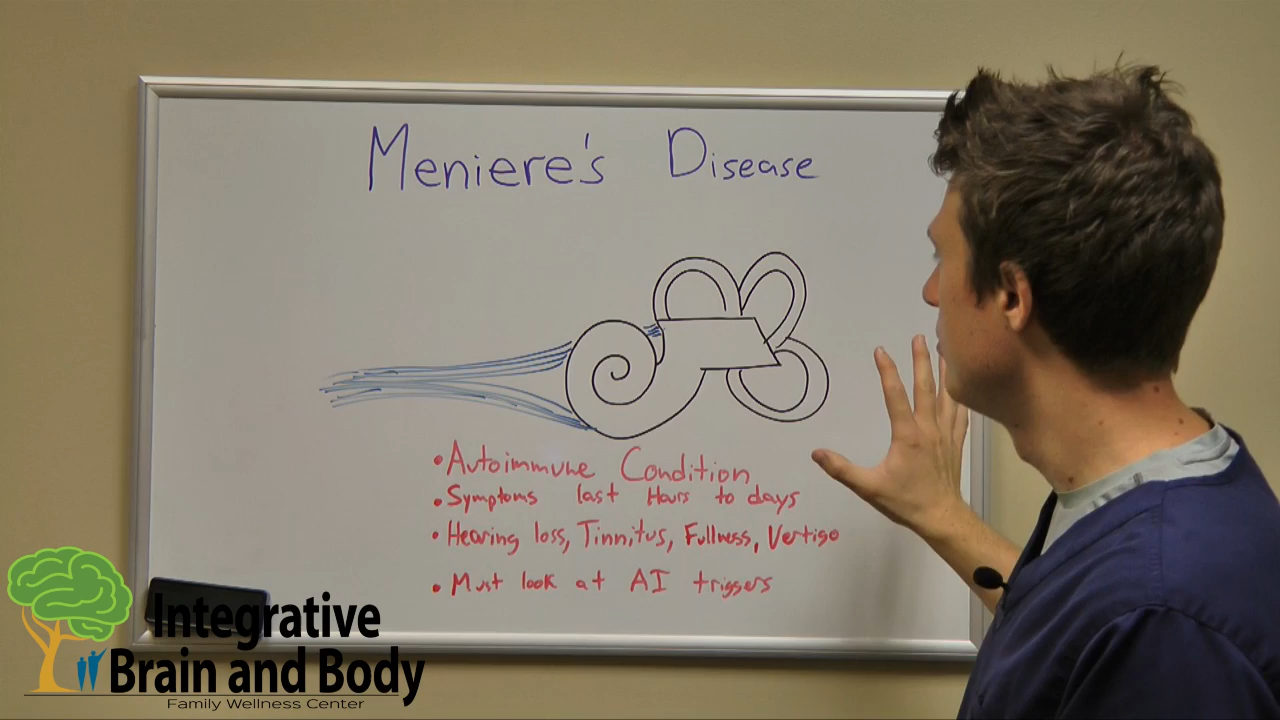 Meniere's Disease
• Autoimmune Condition
• Symptoms last Hours to days
• Hearing loss, Tinnitus, Fullness, Vertigo
• Must look at AI triggers
Integrative
Brain and Body
Family Wellness Center